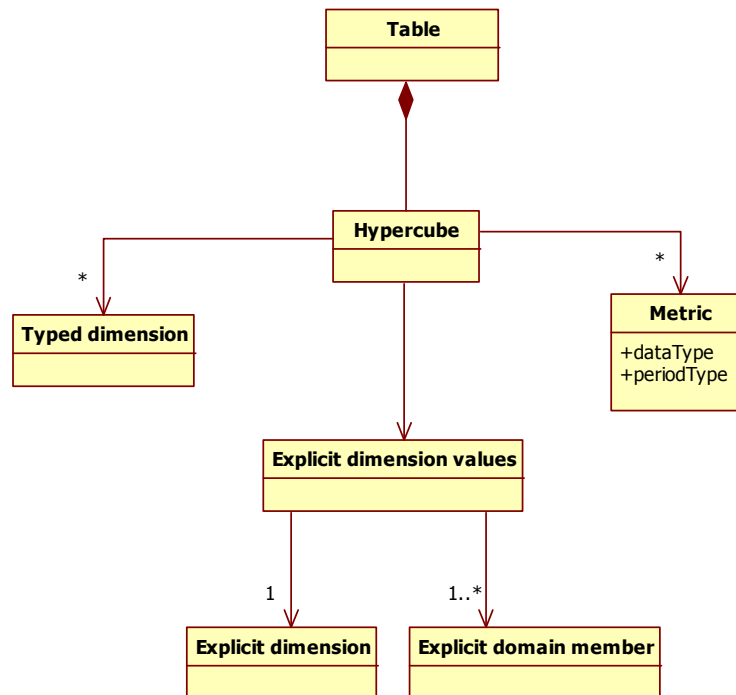 Table
Hypercube
*
*
Typed dimension
Metric
+dataType
+periodType
Explicit dimension values
1
1..*
Explicit dimension
Explicit domain member